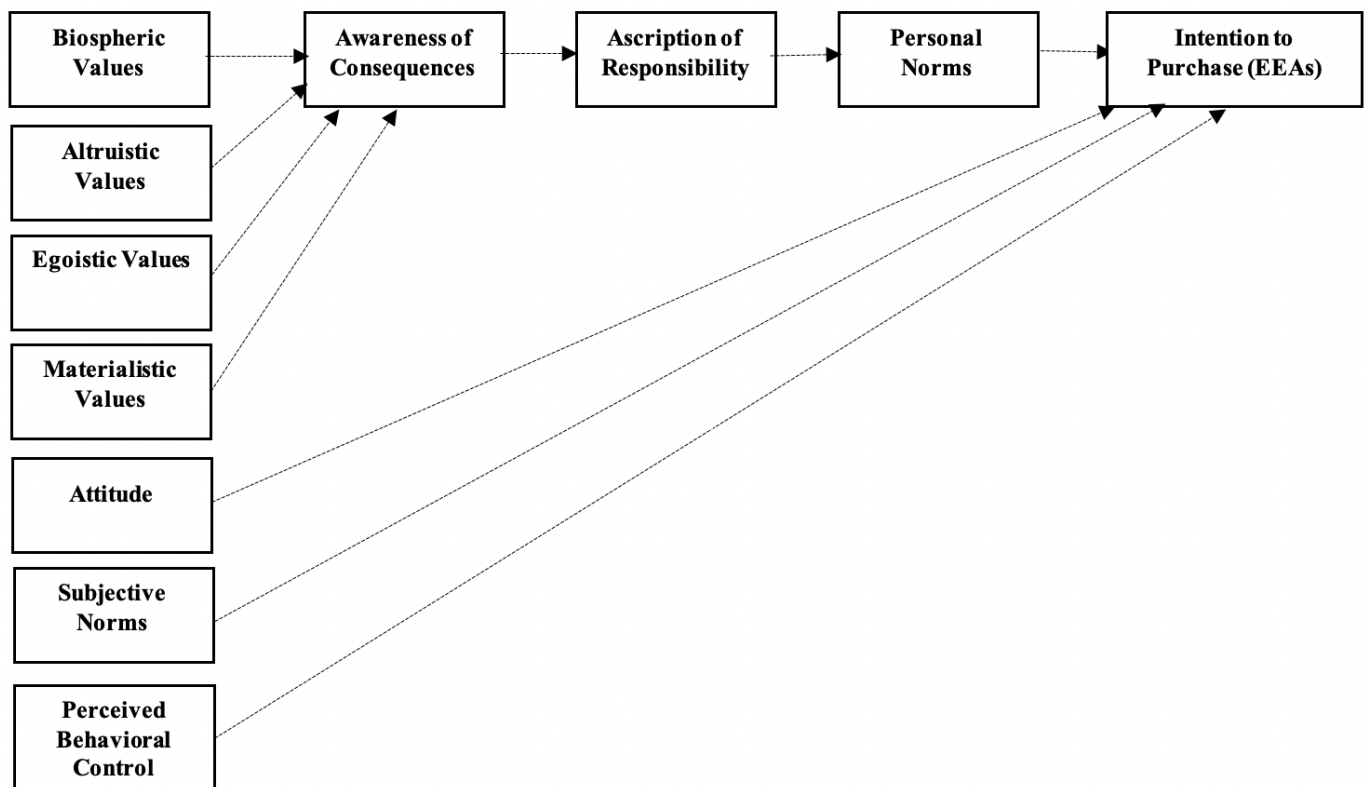 Biospheric
Values
Awareness of
Consequences
Ascription of
Responsibility
Personal
Norms
Intention to
Purchase (EEAs)
Altruistic
Values
Egoistic Values
Materialistic
Values
Attitude
Subjective
Norms
Perceived
Behavioral
Control